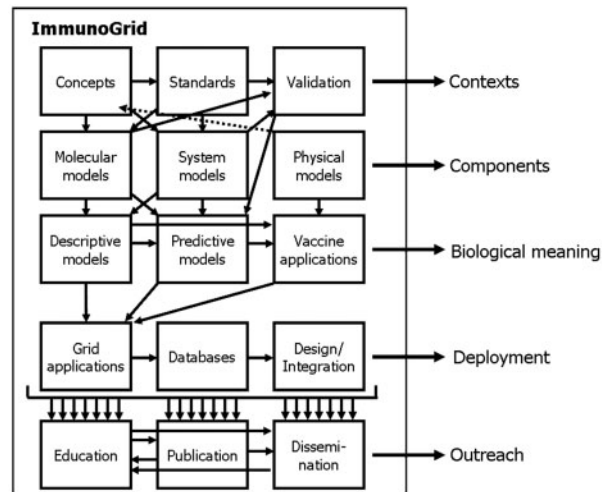 ImmunoGrid
Concepts
Standards
Validation
Contexts
Molecular
models
System
models
Physical
models
Components
Descriptive
models
Predictive
models
Vaccine
applications
Biological meaning
Grid
applications
Databases
Design/
Integration
Deployment
Education
Publication
Dissemi-
nation
Outreach